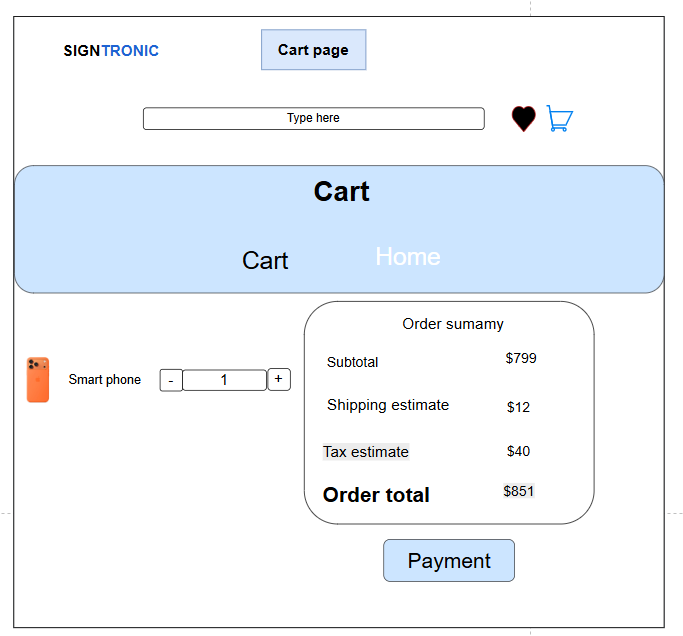 SIGNTRONIC
Cart page
Type here
Cart
Cart
Home
Order sumamy
Subtotal $799
Smart phone - 1 +
Shipping estimate $12
Tax estimate $40
Order total $851
Payment